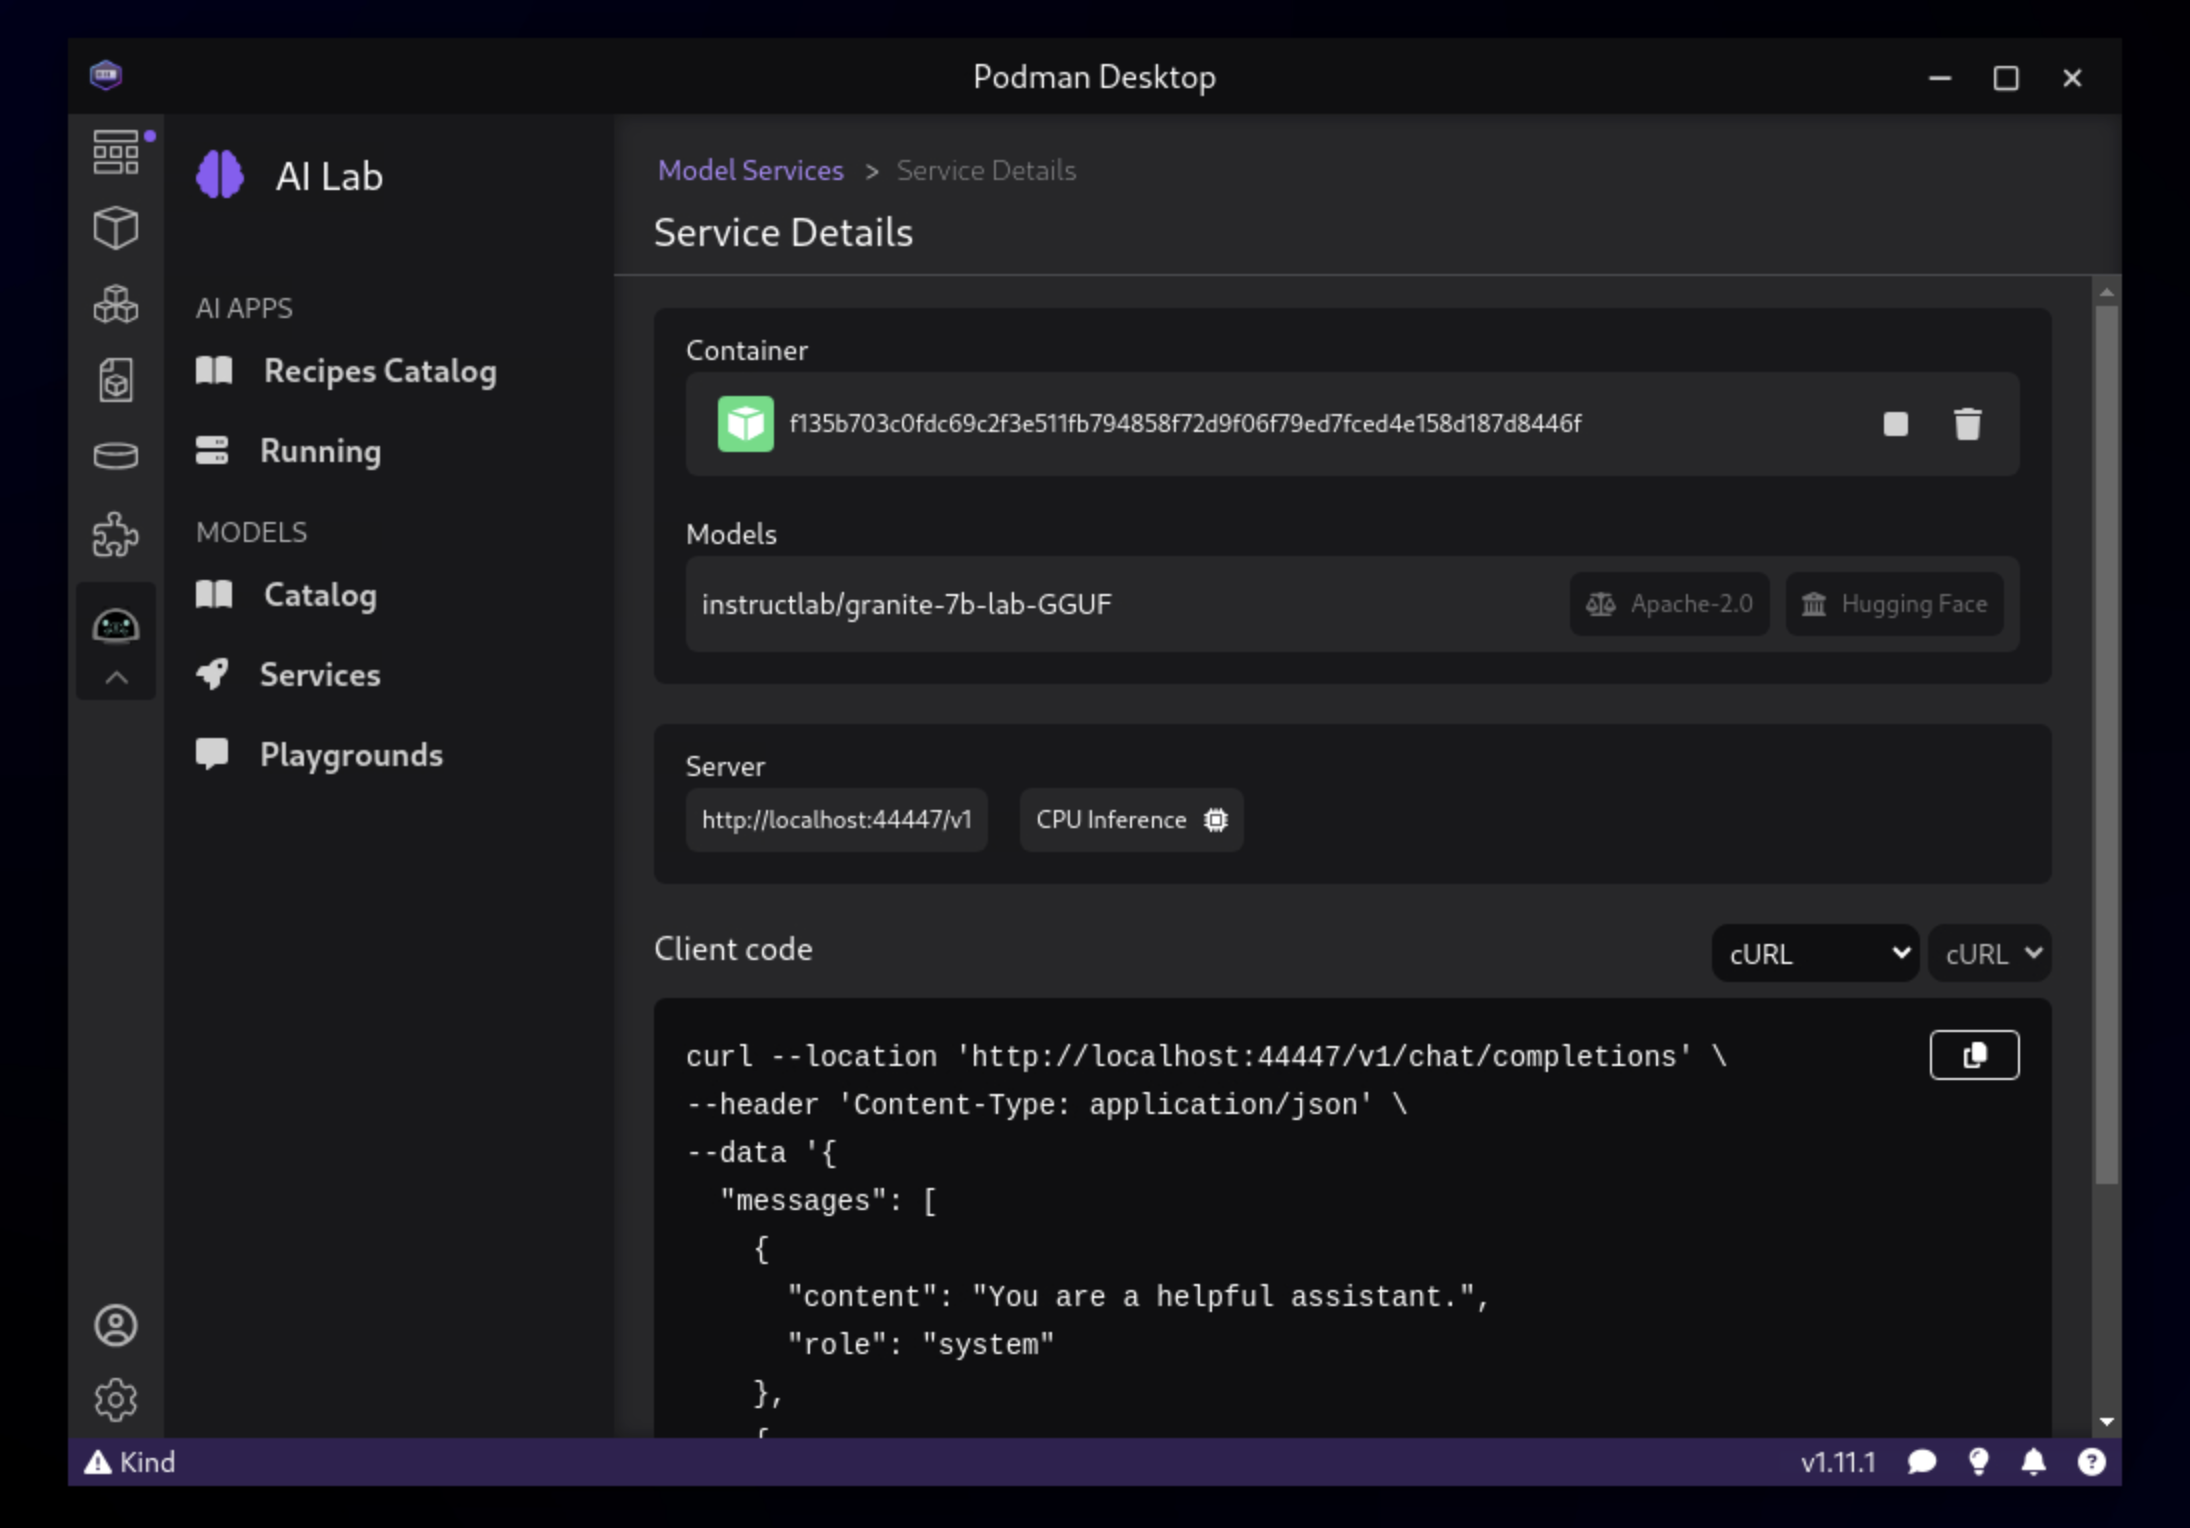 Podman Desktop
AI Lab
AI APPS
Recipes Catalog
Running
MODELS
Catalog
Services
Playgrounds
Model Services > Service Details
Service Details
Container
f135b703c0fdc69c2f3e511fb794858f72d9f06f79ed7fced4e158d187d8446f
Models
instructlab/granite-7b-lab-GGUF
Apache-2.0
Hugging Face
Server
http://localhost:44447/v1
CPU Inference
Client code
cURL
cURL
curl --location 'http://localhost:44447/v1/chat/completions' \
--header 'Content-Type: application/json' \
--data '{
  "messages": [
    {
      "content": "You are a helpful assistant.",
      "role": "system"
    },
    {
Kind
v1.11.1